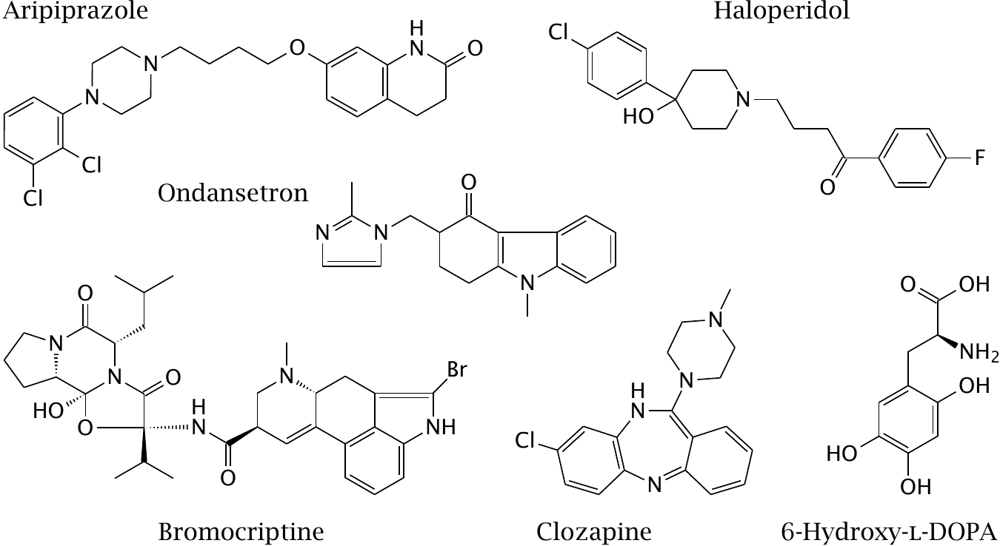 Aripiprazole
Haloperidol
H
N
O
O
N
N
Cl
Cl
Cl
HO
N
O
F
Ondansetron
O
N
N
N
O
N
N
O
HO
O
H
N
O
N
Br
NH
N
N
H
N
Cl
N
O
OH
NH2
OH
HO
OH
Bromocriptine
Clozapine
6-Hydroxy-ʟ-DOPA